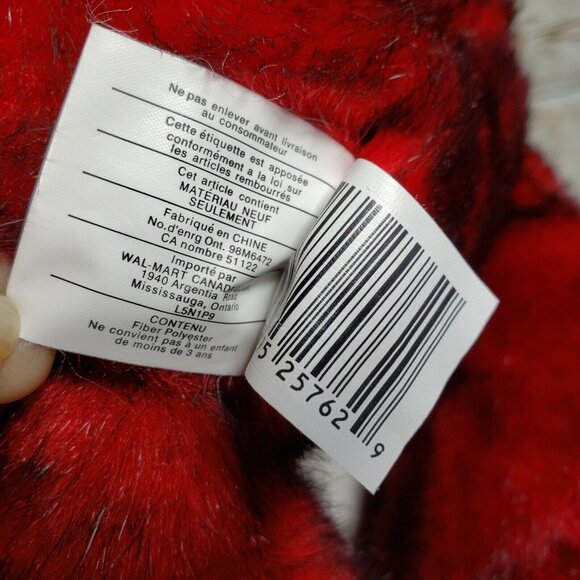 Ne pas enlever avant livraison
au consommateur
Cette étiquette est apposée
conformément à la loi sur
les articles rembourrés
Cet article contient
MATÉRIAU NEUF
SEULEMENT
Fabriqué en CHINE
No.d'enrg Ont. 98M6472
CA nombre 51122
Importé par
WAL-MART CANADA
1940 Argentia Road
Mississauga, Ontario
L5N1P9
CONTENU
Fiber Polyester
Ne convient pas à un enfant
de moins de 3 ans
5 25762 9